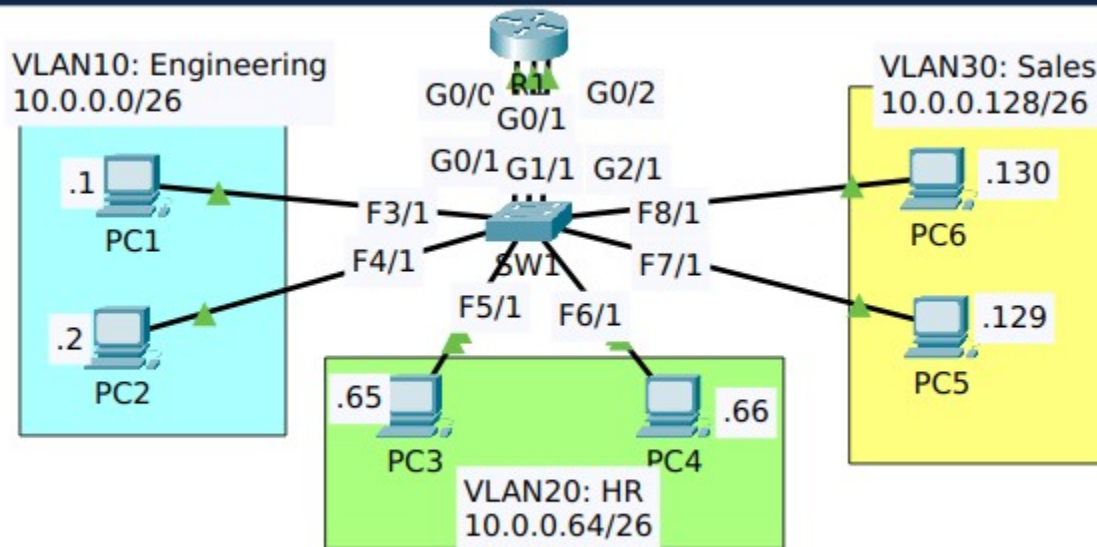 VLAN10: Engineering
10.0.0.0/26
R1
G0/0
G0/1
G0/2
VLAN30: Sales
10.0.0.128/26
G0/1
G1/1
G2/1
.1
PC1
F3/1
F8/1
.130
PC6
F4/1
SW1
F7/1
.2
PC2
F5/1
F6/1
.129
PC5
.65
PC3
.66
PC4
VLAN20: HR
10.0.0.64/26